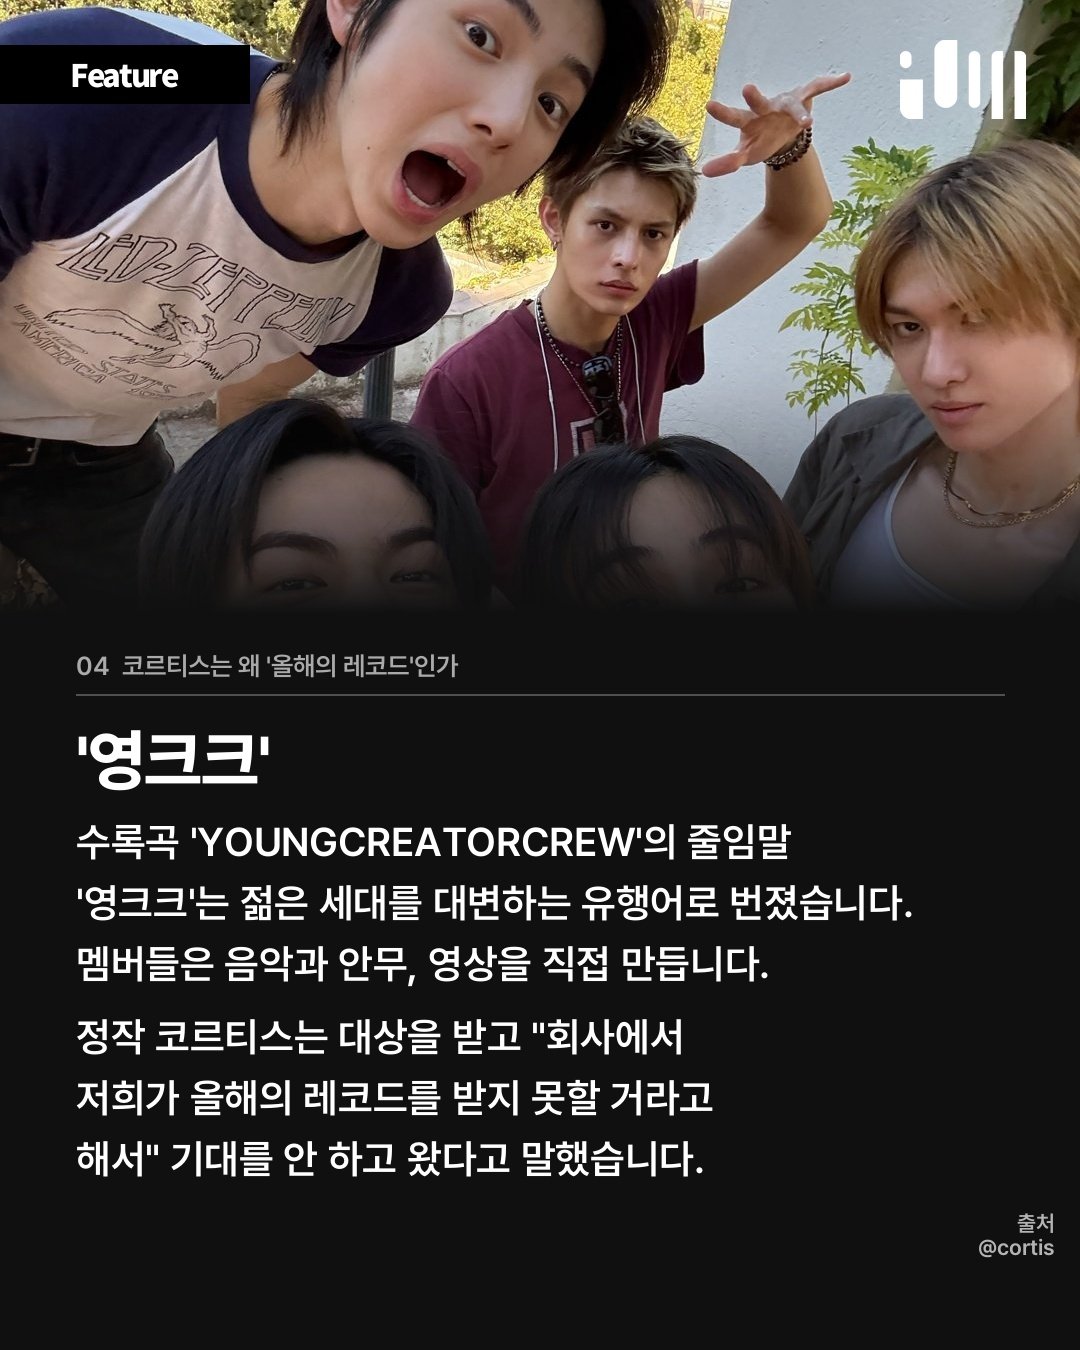 Feature
LED-ZEPPELIN
04 코르티스는 왜 '올해의 레코드'인가
'영크크'
수록곡 'YOUNGCREATORCREW'의 줄임말
'영크크'는 젊은 세대를 대변하는 유행어로 번졌습니다.
멤버들은 음악과 안무, 영상을 직접 만듭니다.
정작 코르티스는 대상을 받고 "회사에서
저희가 올해의 레코드를 받지 못할 거라고
해서" 기대를 안 하고 왔다고 말했습니다.
출처
@cortis